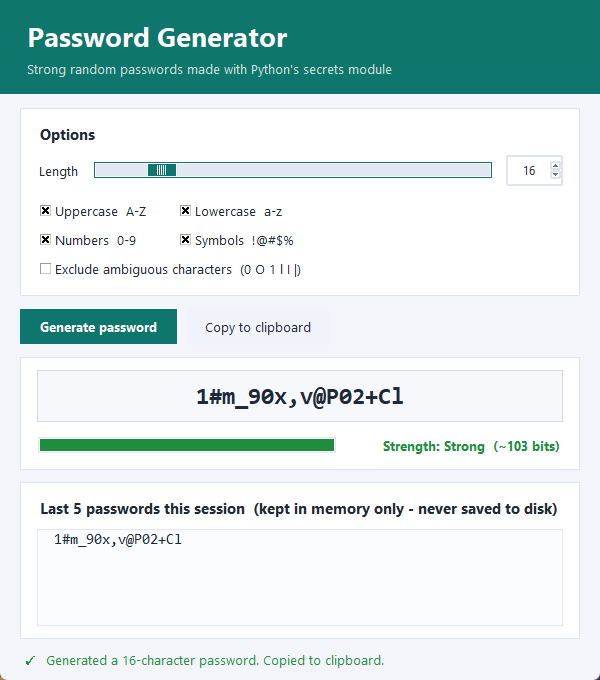 Password Generator
Strong random passwords made with Python's secrets module
Options
Length 16
Uppercase A-Z Lowercase a-z
Numbers 0-9 Symbols !@#$%
Exclude ambiguous characters (0 O 1 l I |)
Generate password Copy to clipboard
1#m_90x,v@P02+Cl
Strength: Strong (~103 bits)
Last 5 passwords this session (kept in memory only - never saved to disk)
1#m_90x,v@P02+Cl
✓ Generated a 16-character password. Copied to clipboard.